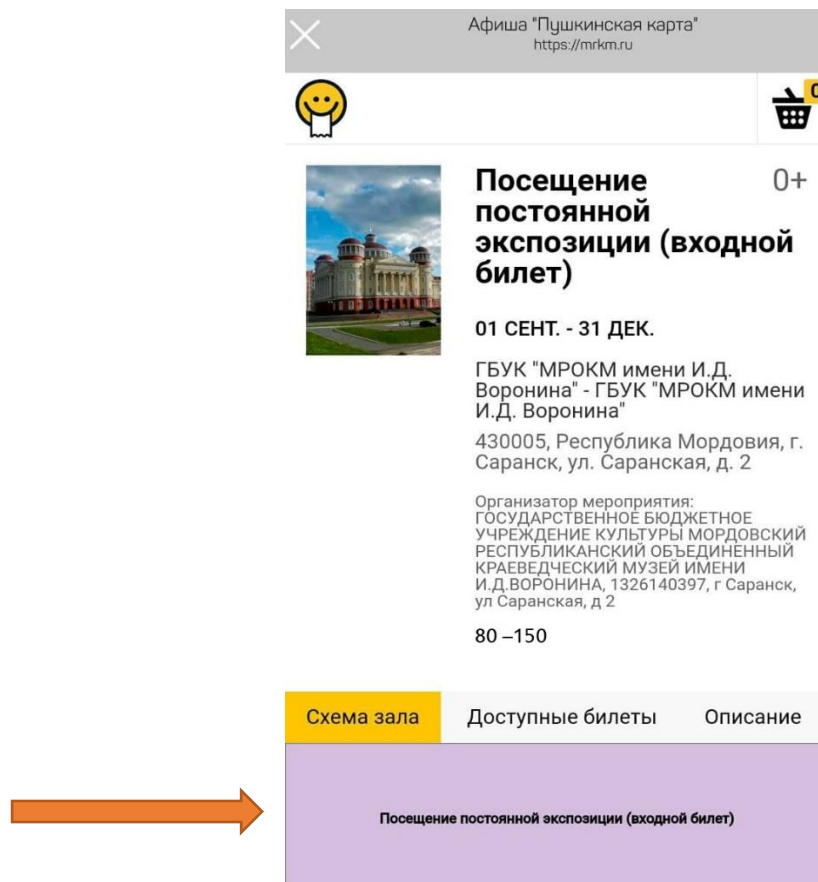 Афиша "Пушкинская карта"
https://mrkm.ru
0
Посещение
постоянной
экспозиции (входной
билет)
0+
01 СЕНТ. - 31 ДЕК.
ГБУК "МРОКМ имени И.Д.
Воронина" - ГБУК "МРОКМ имени
И.Д. Воронина"
430005, Республика Мордовия, г.
Саранск, ул. Саранская, д. 2
Организатор мероприятия:
ГОСУДАРСТВЕННОЕ БЮДЖЕТНОЕ
УЧРЕЖДЕНИЕ КУЛЬТУРЫ МОРДОВСКИЙ
РЕСПУБЛИКАНСКИЙ ОБЪЕДИНЕННЫЙ
КРАЕВЕДЧЕСКИЙ МУЗЕЙ ИМЕНИ
И.Д.ВОРОНИНА, 1326140397, г Саранск,
ул Саранская, д 2
80 –150
Схема зала Доступные билеты Описание
Посещение постоянной экспозиции (входной билет)